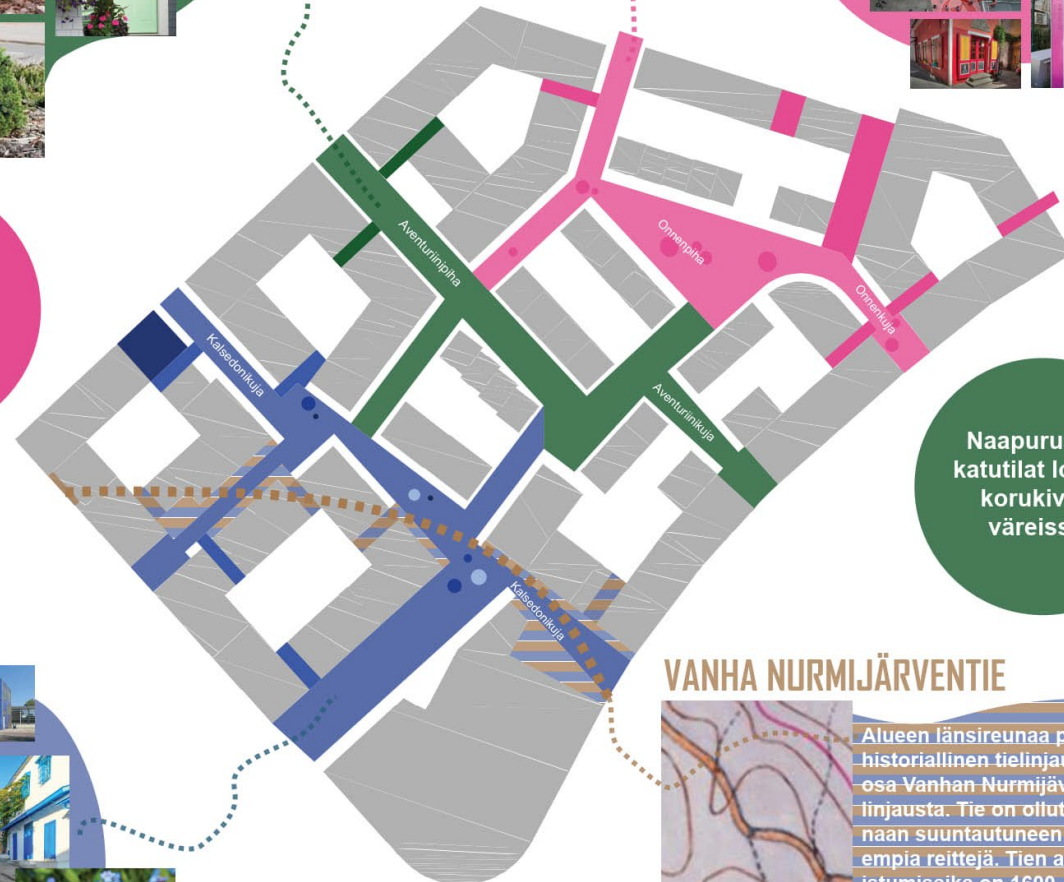 Aventuriinipiha
Onnenpiha
Onnenkuja
Kalsedonikuja
Aventuriinikuja
Kalsedonikuja
Naapuru
katutilat lo
korukiv
väreiss
VANHA NURMIJÄRVENTIE
Alueen länsireunaa p
historiallinen tielinjau
osa Vanhan Nurmijäv
linjausta. Tie on ollut
naan suuntautuneen
empia reittejä. Tien a